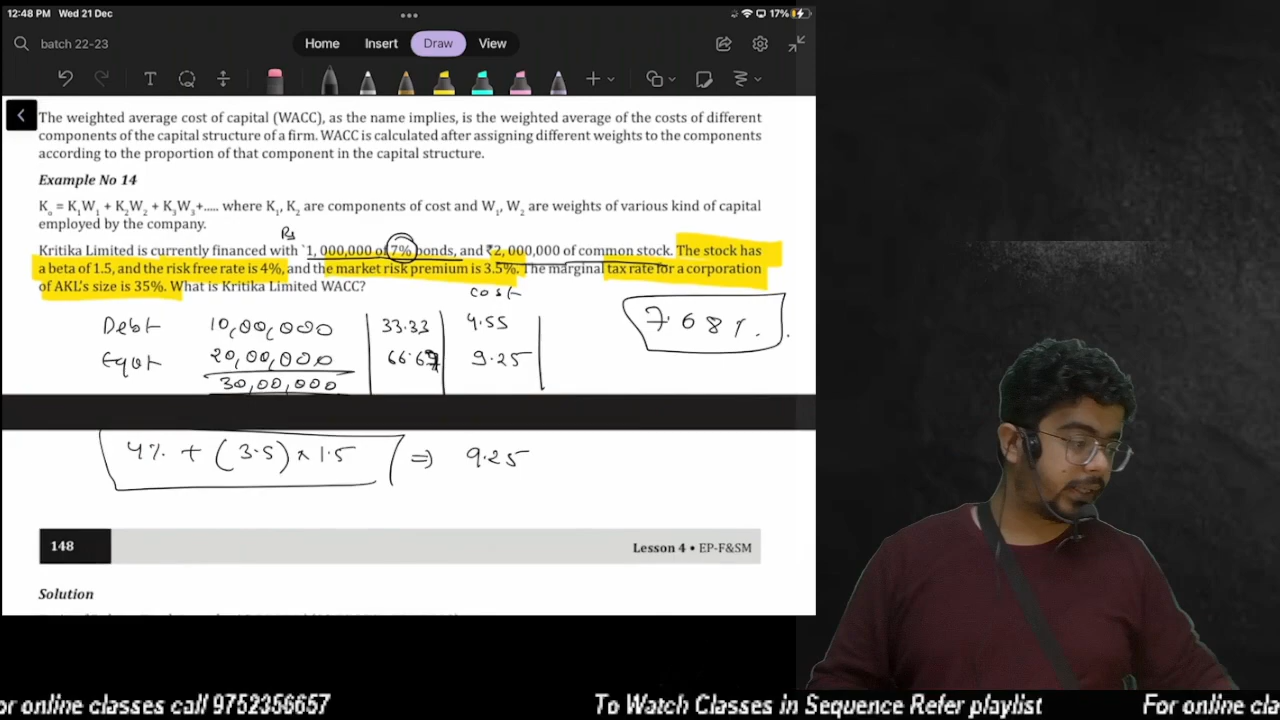 12:48 PM Wed 21 Dec
17%
batch 22-23
Home Insert Draw View
The weighted average cost of capital (WACC), as the name implies, is the weighted average of the costs of different
components of the capital structure of a firm. WACC is calculated after assigning different weights to the components
according to the proportion of that component in the capital structure.
Example No 14
Kₒ = K₁W₁ + K₂W₂ + K₃W₃+..... where K₁, K₂ are components of cost and W₁, W₂ are weights of various kind of capital
employed by the company.
Rs
Kritika Limited is currently financed with `1, 000,000 of 7% bonds, and ₹2, 000,000 of common stock. The stock has
a beta of 1.5, and the risk free rate is 4%, and the market risk premium is 3.5%. The marginal tax rate for a corporation
of AKL's size is 35%. What is Kritika Limited WACC?
cost
Debt 10,00,000 33.33 4.55
7.68%.
20,00,000 66.67 9.25
30,00,000
4% + (3.5) × 1.5 ⇒ 9.25
148
Lesson 4 • EP-F&SM
Solution
or online classes call 9752356657 To Watch Classes in Sequence Refer playlist For online cla